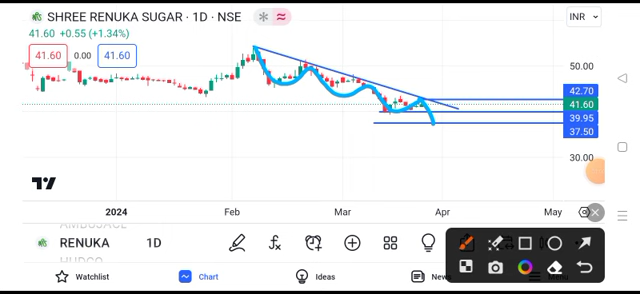 SHREE RENUKA SUGAR · 1D · NSE
INR
41.60 +0.55 (+1.34%)
41.60 0.00 41.60
50.00
42.70
41.60
39.95
37.50
30.00
2024 Feb Mar Apr May
RENUKA 1D
Watchlist Chart Ideas News